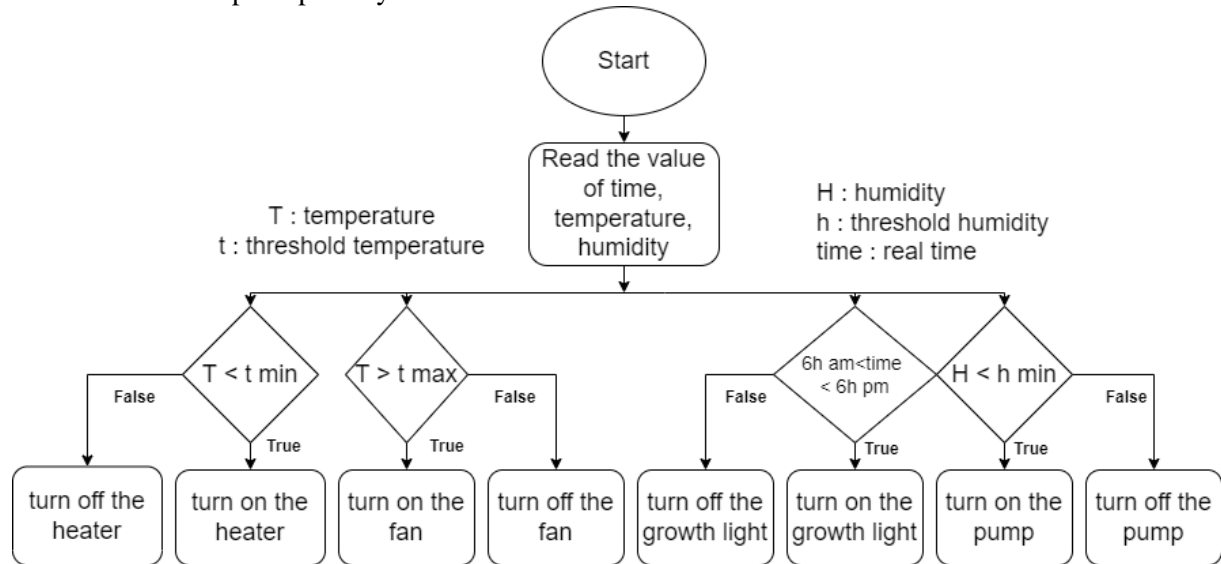 Start
Read the value
of time,
temperature,
humidity
T : temperature
t : threshold temperature
H : humidity
h : threshold humidity
time : real time
T < t min
T > t max
6h am<time
< 6h pm
H < h min
False
True
True
False
False
True
True
False
turn off the
heater
turn on the
heater
turn on the
fan
turn off the
fan
turn off the
growth light
turn on the
growth light
turn on the
pump
turn off the
pump